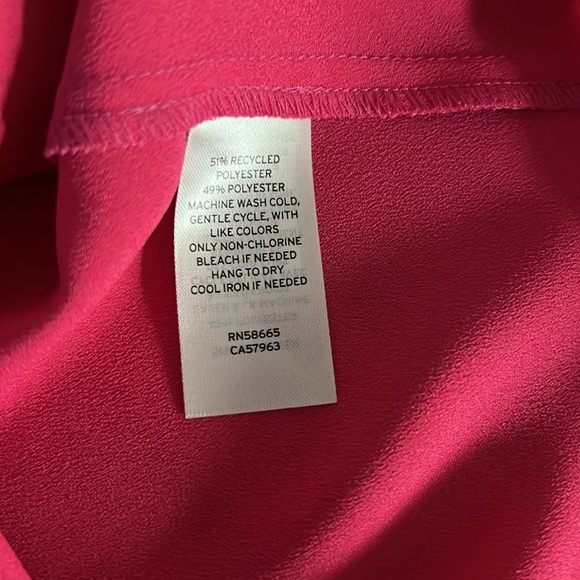 51% RECYCLED
POLYESTER
49% POLYESTER
MACHINE WASH COLD,
GENTLE CYCLE, WITH
LIKE COLORS
ONLY NON-CHLORINE
BLEACH IF NEEDED
HANG TO DRY
COOL IRON IF NEEDED
RN58665
CA57963